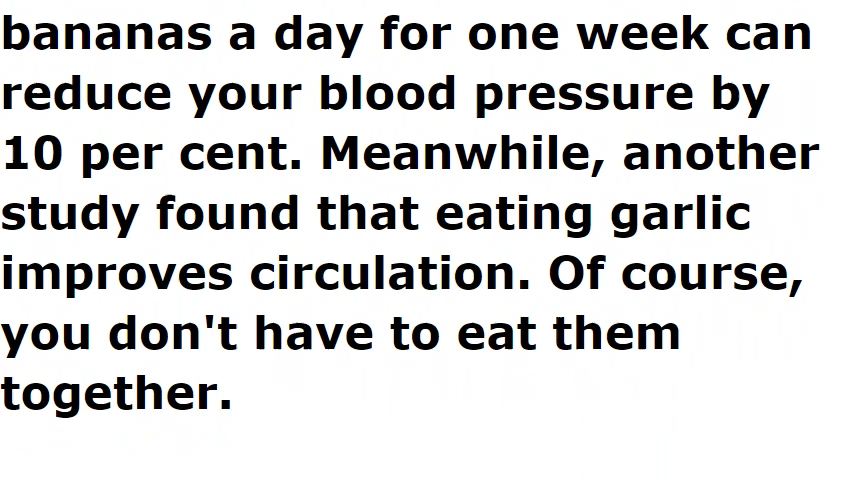 bananas a day for one week can
reduce your blood pressure by
10 per cent. Meanwhile, another
study found that eating garlic
improves circulation. Of course,
you don't have to eat them
together.